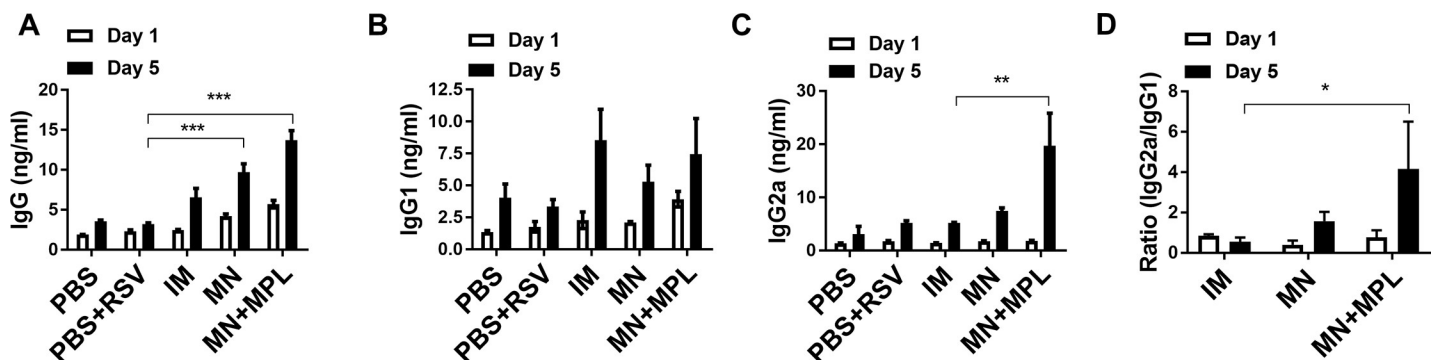 A
Day 1
Day 5
IgG (ng/ml)
20
15
10
5
0
***
***
PBS
PBS+RSV
IM
MN
MN+MPL
B
Day 1
Day 5
IgG1 (ng/ml)
12.5
10.0
7.5
5.0
2.5
0.0
PBS
PBS+RSV
IM
MN
MN+MPL
C
Day 1
Day 5
IgG2a (ng/ml)
30
20
10
0
**
PBS
PBS+RSV
IM
MN
MN+MPL
D
Day 1
Day 5
Ratio (IgG2a/IgG1)
8
6
4
2
0
*
IM
MN
MN+MPL